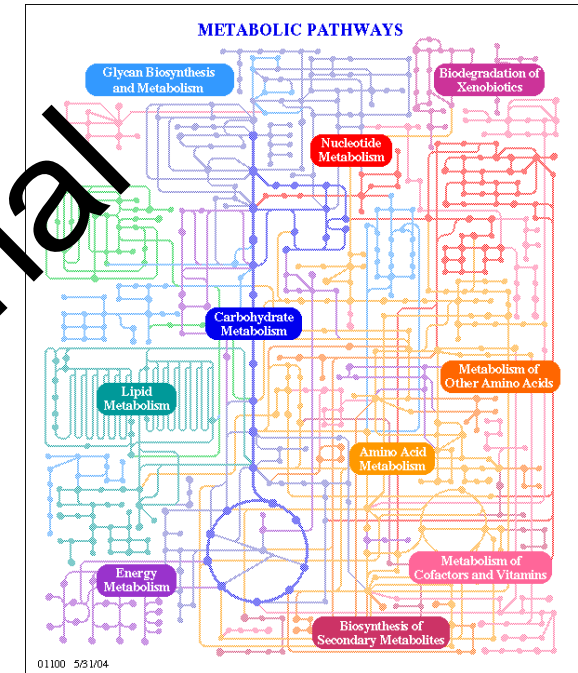 METABOLIC PATHWAYS
Glycan Biosynthesis
and Metabolism
Biodegradation of
Xenobiotics
Nucleotide
Metabolism
Carbohydrate
Metabolism
Metabolism of
Other Amino Acids
Lipid
Metabolism
Amino Acid
Metabolism
Metabolism of
Cofactors and Vitamins
Energy
Metabolism
Biosynthesis of
Secondary Metabolites
01100 5/31/04